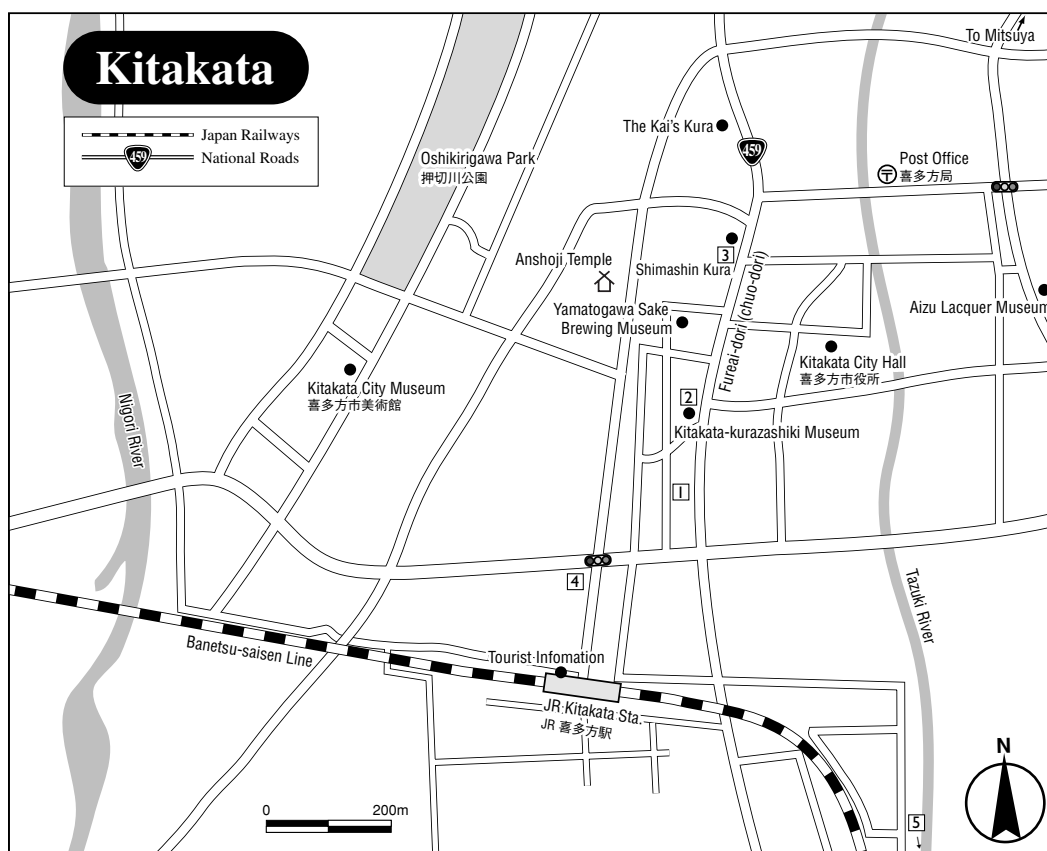 Kitakata
Japan Railways
459
National Roads
To Mitsuya
The Kai's Kura
459
Post Office
喜多方局
Oshikirigawa Park
押切川公園
3
Anshoji Temple
Shimashin Kura
Fureai-dori (chuo-dori)
Yamatogawa Sake
Brewing Museum
Aizu Lacquer Museum
Kitakata City Hall
喜多方市役所
Kitakata City Museum
喜多方市美術館
2
Kitakata-kurazashiki Museum
Nigori River
1
4
Tazuki River
Banetsu-saisen Line
Tourist Infomation
JR Kitakata Sta.
JR 喜多方駅
N
0 200m
5